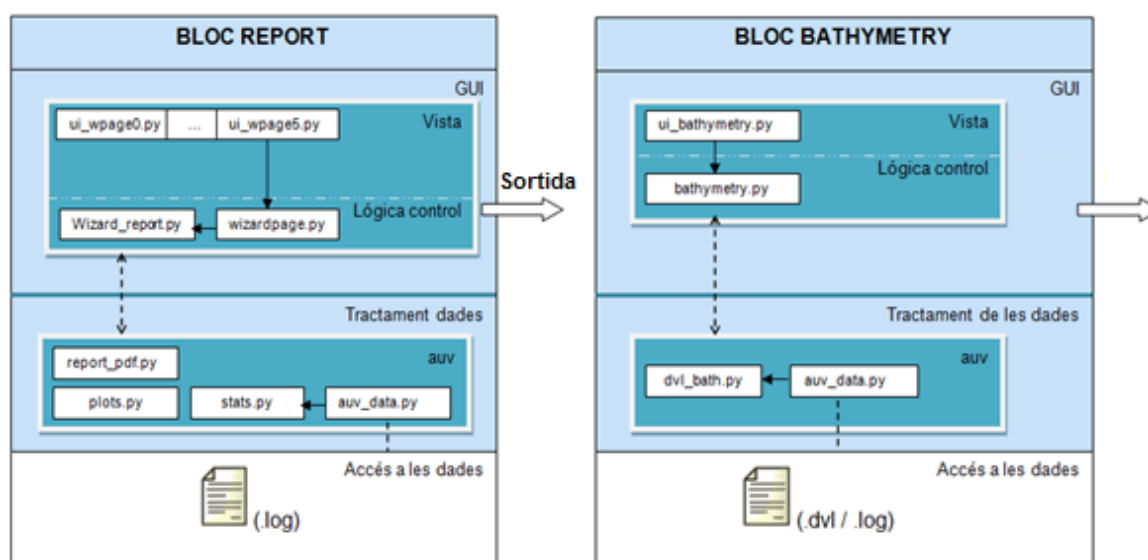 BLOC REPORT
GUI
ui_wpage0.py ... ui_wpage5.py
Vista
Lógica control
Wizard_report.py wizardpage.py
Tractament dades
auv
report_pdf.py
plots.py stats.py auv_data.py
Accés a les dades
(.log)
Sortida
BLOC BATHYMETRY
GUI
ui_bathymetry.py
Vista
Lógica control
bathymetry.py
Tractament de les dades
auv
dvl_bath.py auv_data.py
Accés a les dades
(.dvl / .log)